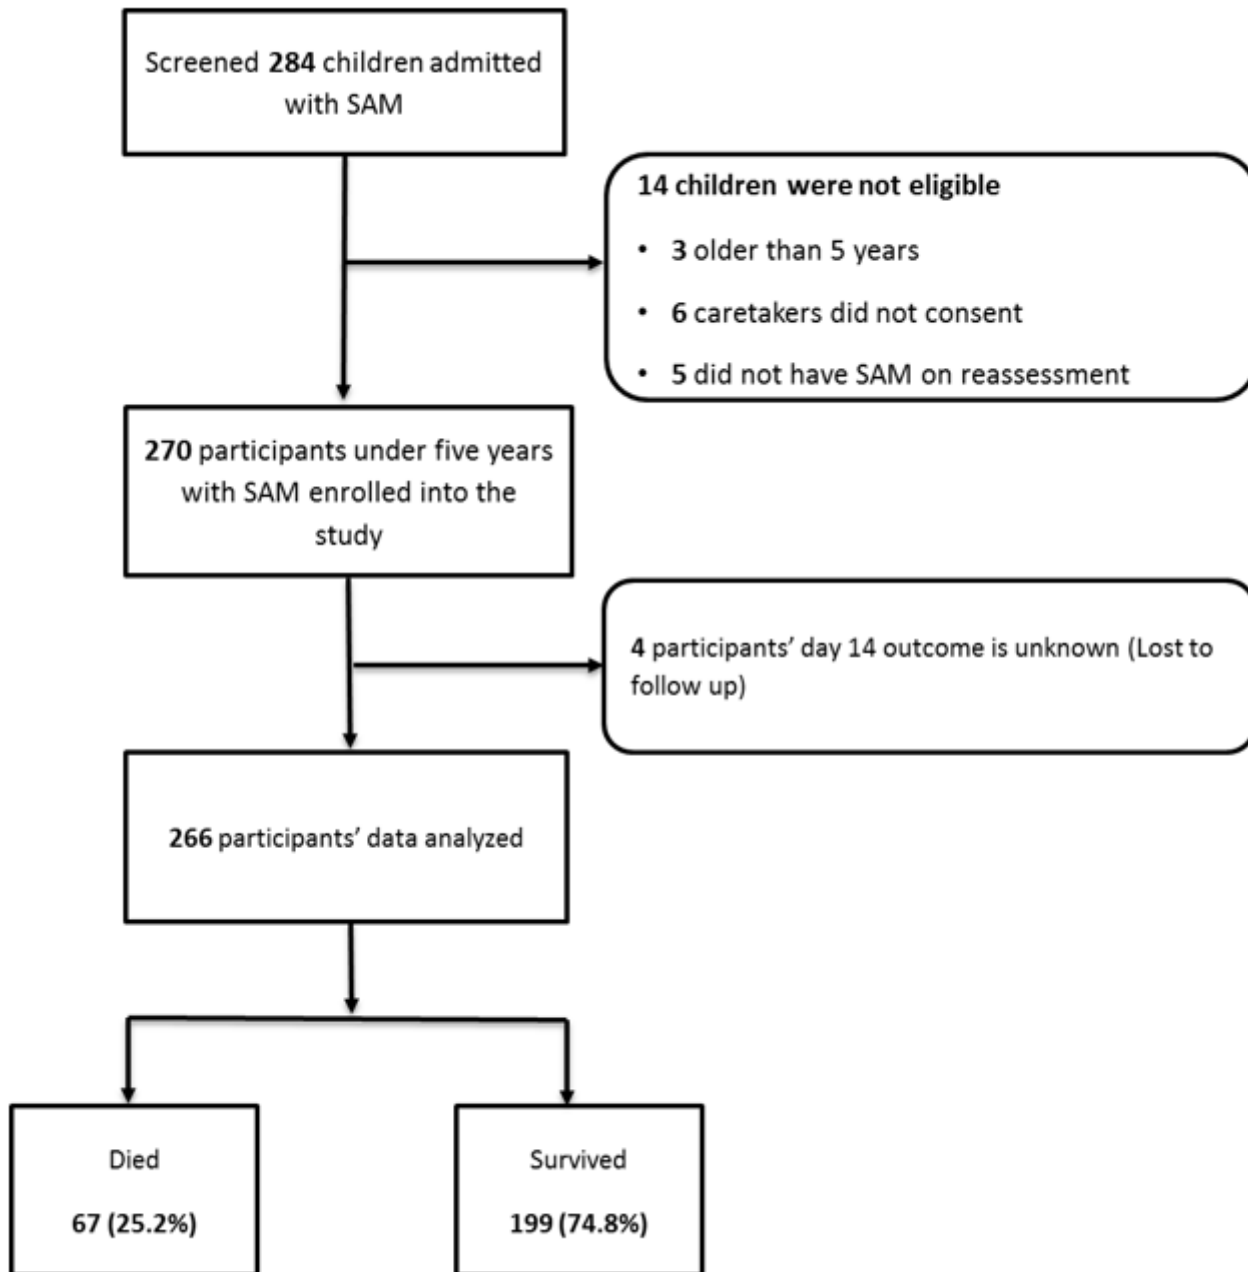 Screened 284 children admitted
with SAM
14 children were not eligible
• 3 older than 5 years
• 6 caretakers did not consent
• 5 did not have SAM on reassessment
270 participants under five years
with SAM enrolled into the
study
4 participants’ day 14 outcome is unknown (Lost to
follow up)
266 participants’ data analyzed
Died
67 (25.2%)
Survived
199 (74.8%)